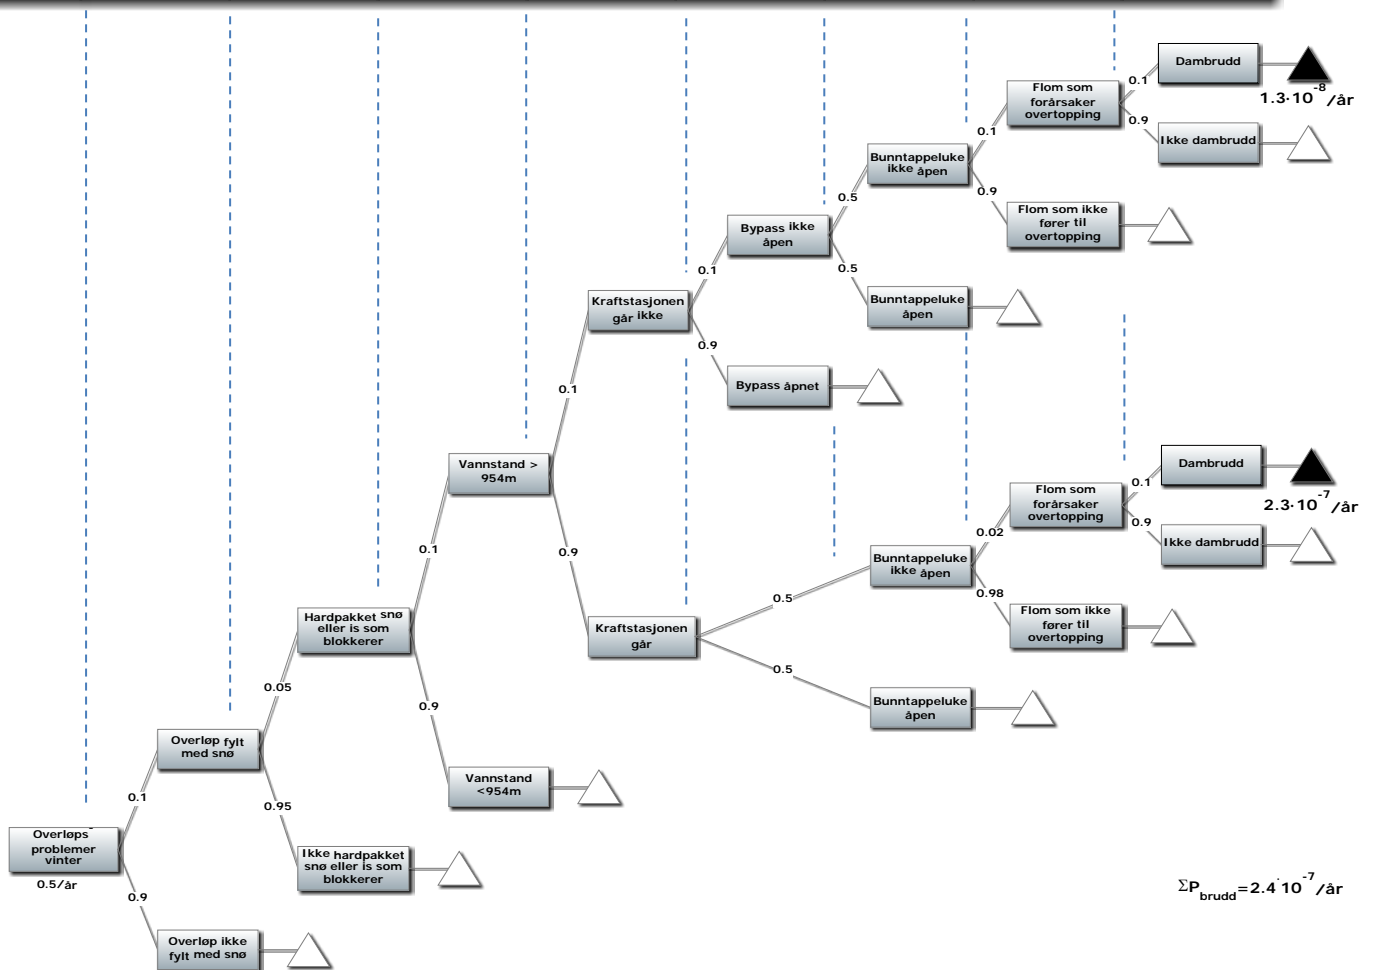 Dambrudd
0.1
1.3·10⁻⁸/år
Flom som
forårsaker
overtopping
0.9
Ikke dambrudd
0.1
Bunntappeluke
ikke åpen
0.9
Flom som ikke
fører til
overtopping
0.5
Bypass ikke
åpen
0.5
Bunntappeluke
åpen
0.1
Kraftstasjonen
går ikke
0.9
Bypass åpnet
0.1
Vannstand >
954m
0.9
Dambrudd
0.1
2.3·10⁻⁷/år
Flom som
forårsaker
overtopping
0.9
Ikke dambrudd
0.02
Bunntappeluke
ikke åpen
0.98
Flom som ikke
fører til
overtopping
0.5
Kraftstasjonen
går
0.5
Bunntappeluke
åpen
0.1
Hardpakket snø
eller is som
blokkerer
0.9
Vannstand
<954m
0.05
Overløp fylt
med snø
0.95
Ikke hardpakket
snø eller is som
blokkerer
0.1
Overløps-
problemer
vinter
0.5/år
0.9
Overløp ikke
fylt med snø
ΣP_brudd=2.4·10⁻⁷/år